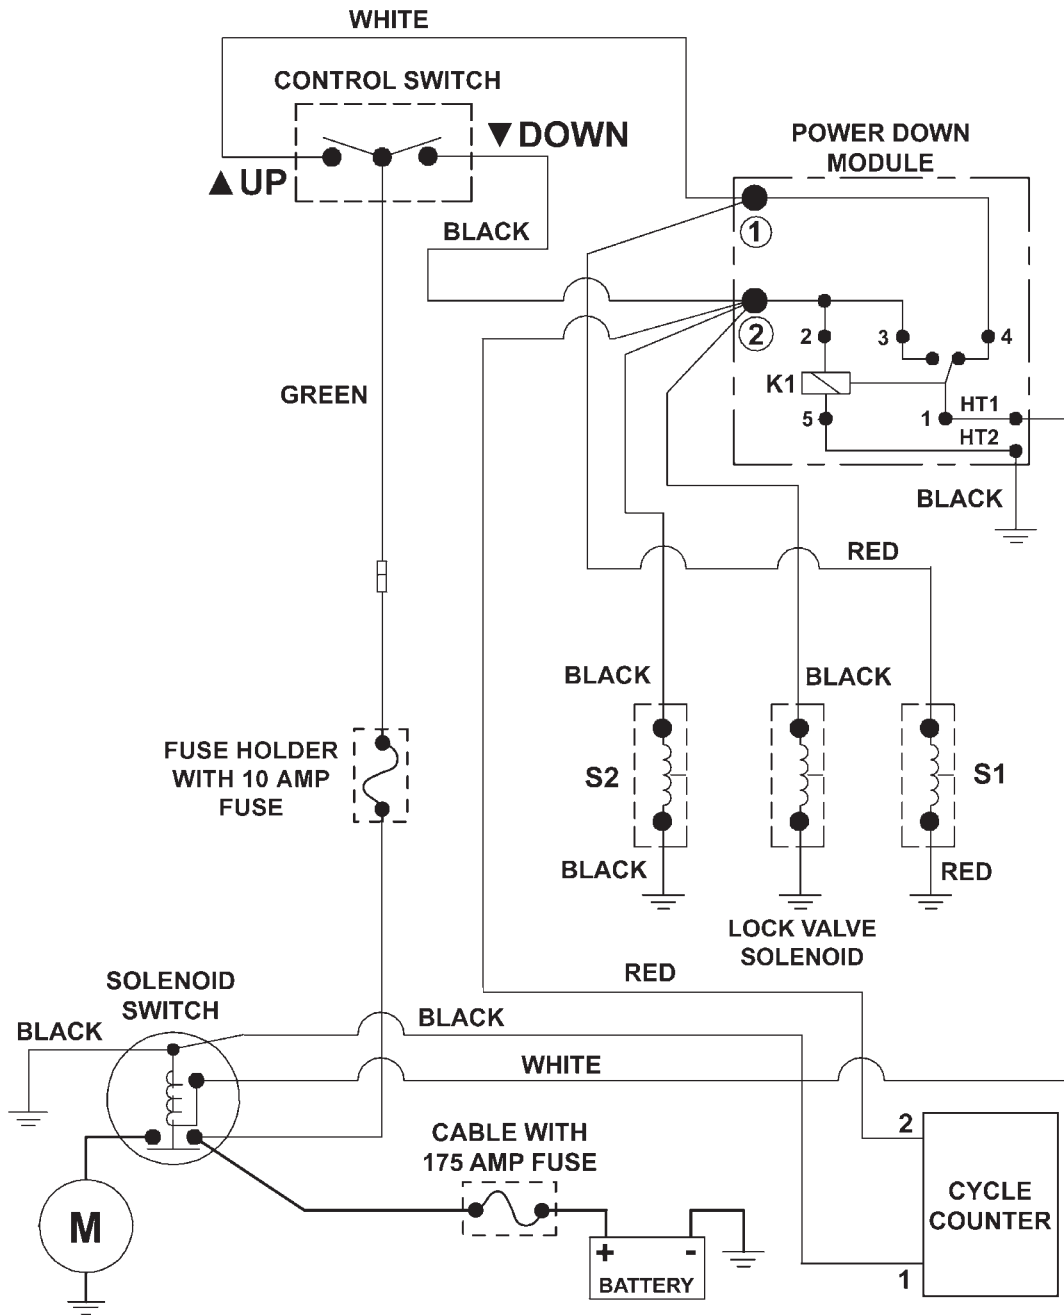 WHITE
CONTROL SWITCH
▼DOWN
▲UP
POWER DOWN
MODULE
BLACK
1
2
2
3
4
K1
5
1
HT1
HT2
GREEN
BLACK
RED
BLACK
BLACK
FUSE HOLDER
WITH 10 AMP
FUSE
S2
S1
BLACK
RED
LOCK VALVE
SOLENOID
RED
SOLENOID
SWITCH
BLACK
BLACK
WHITE
CABLE WITH
175 AMP FUSE
2
CYCLE
COUNTER
1
M
+ -
BATTERY